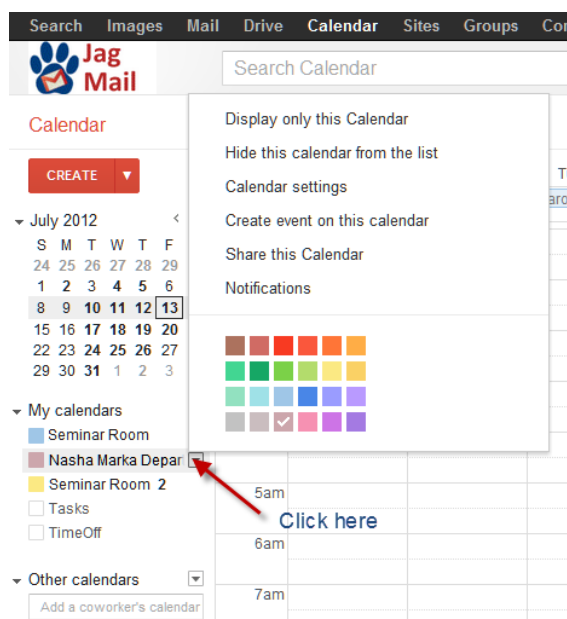 Search Images Mail Drive Calendar Sites Groups
Jag
Mail
Search Calendar
Calendar
CREATE
Display only this Calendar
Hide this calendar from the list
Calendar settings
Create event on this calendar
Share this Calendar
Notifications
July 2012 <
S M T W T F
24 25 26 27 28 29
1 2 3 4 5 6
8 9 10 11 12 13
15 16 17 18 19 20
22 23 24 25 26 27
29 30 31 1 2 3
My calendars
Seminar Room
Nasha Marka Depar
Seminar Room 2
Tasks
TimeOff
Other calendars
Add a coworker's calendar
5am
Click here
6am
7am